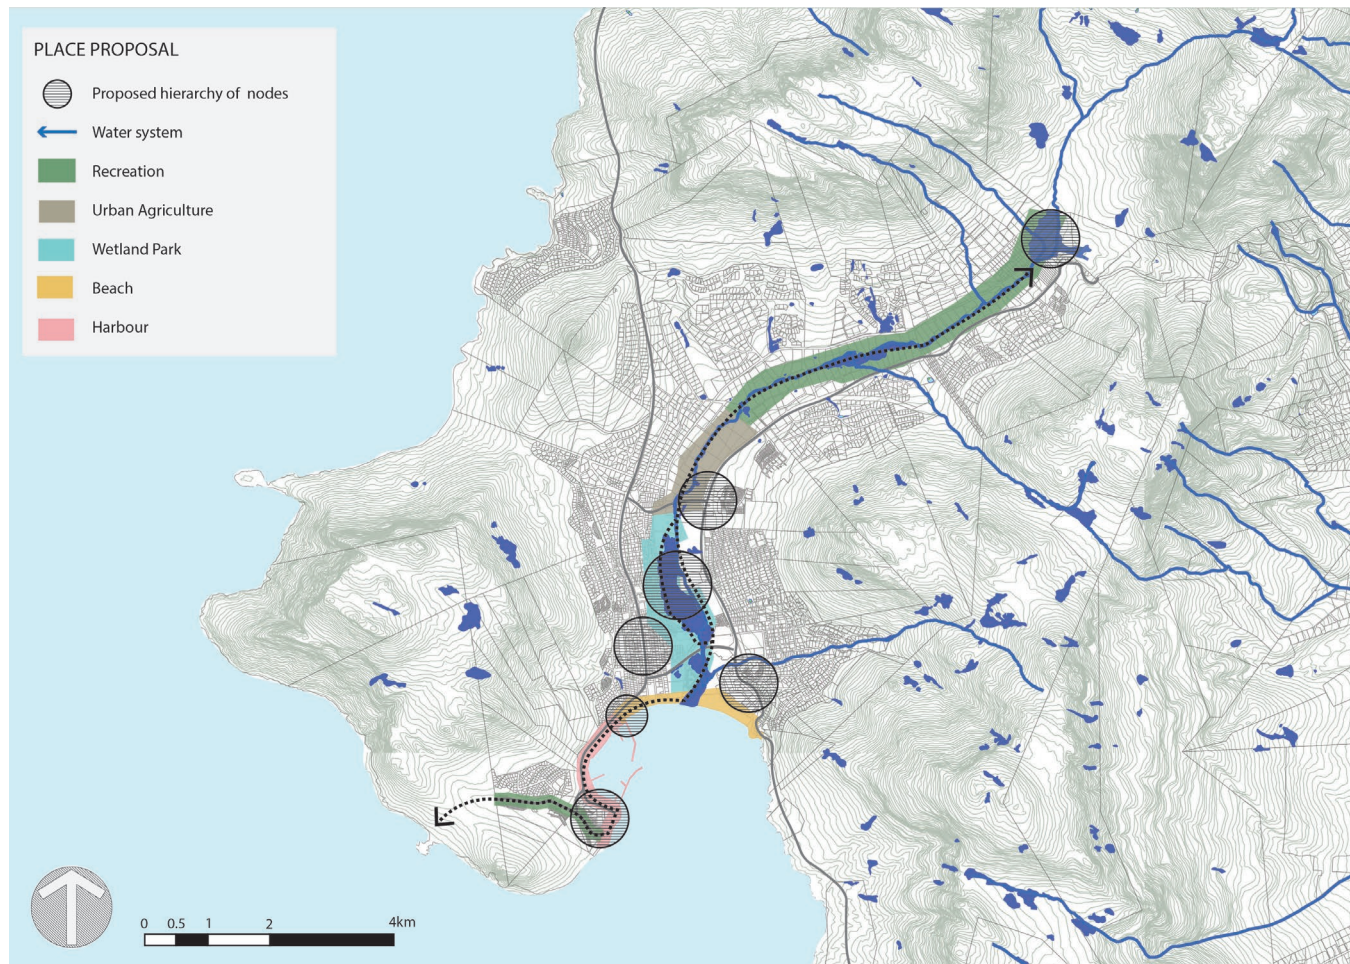 PLACE PROPOSAL
Proposed hierarchy of nodes
Water system
Recreation
Urban Agriculture
Wetland Park
Beach
Harbour
0 0.5 1 2 4km